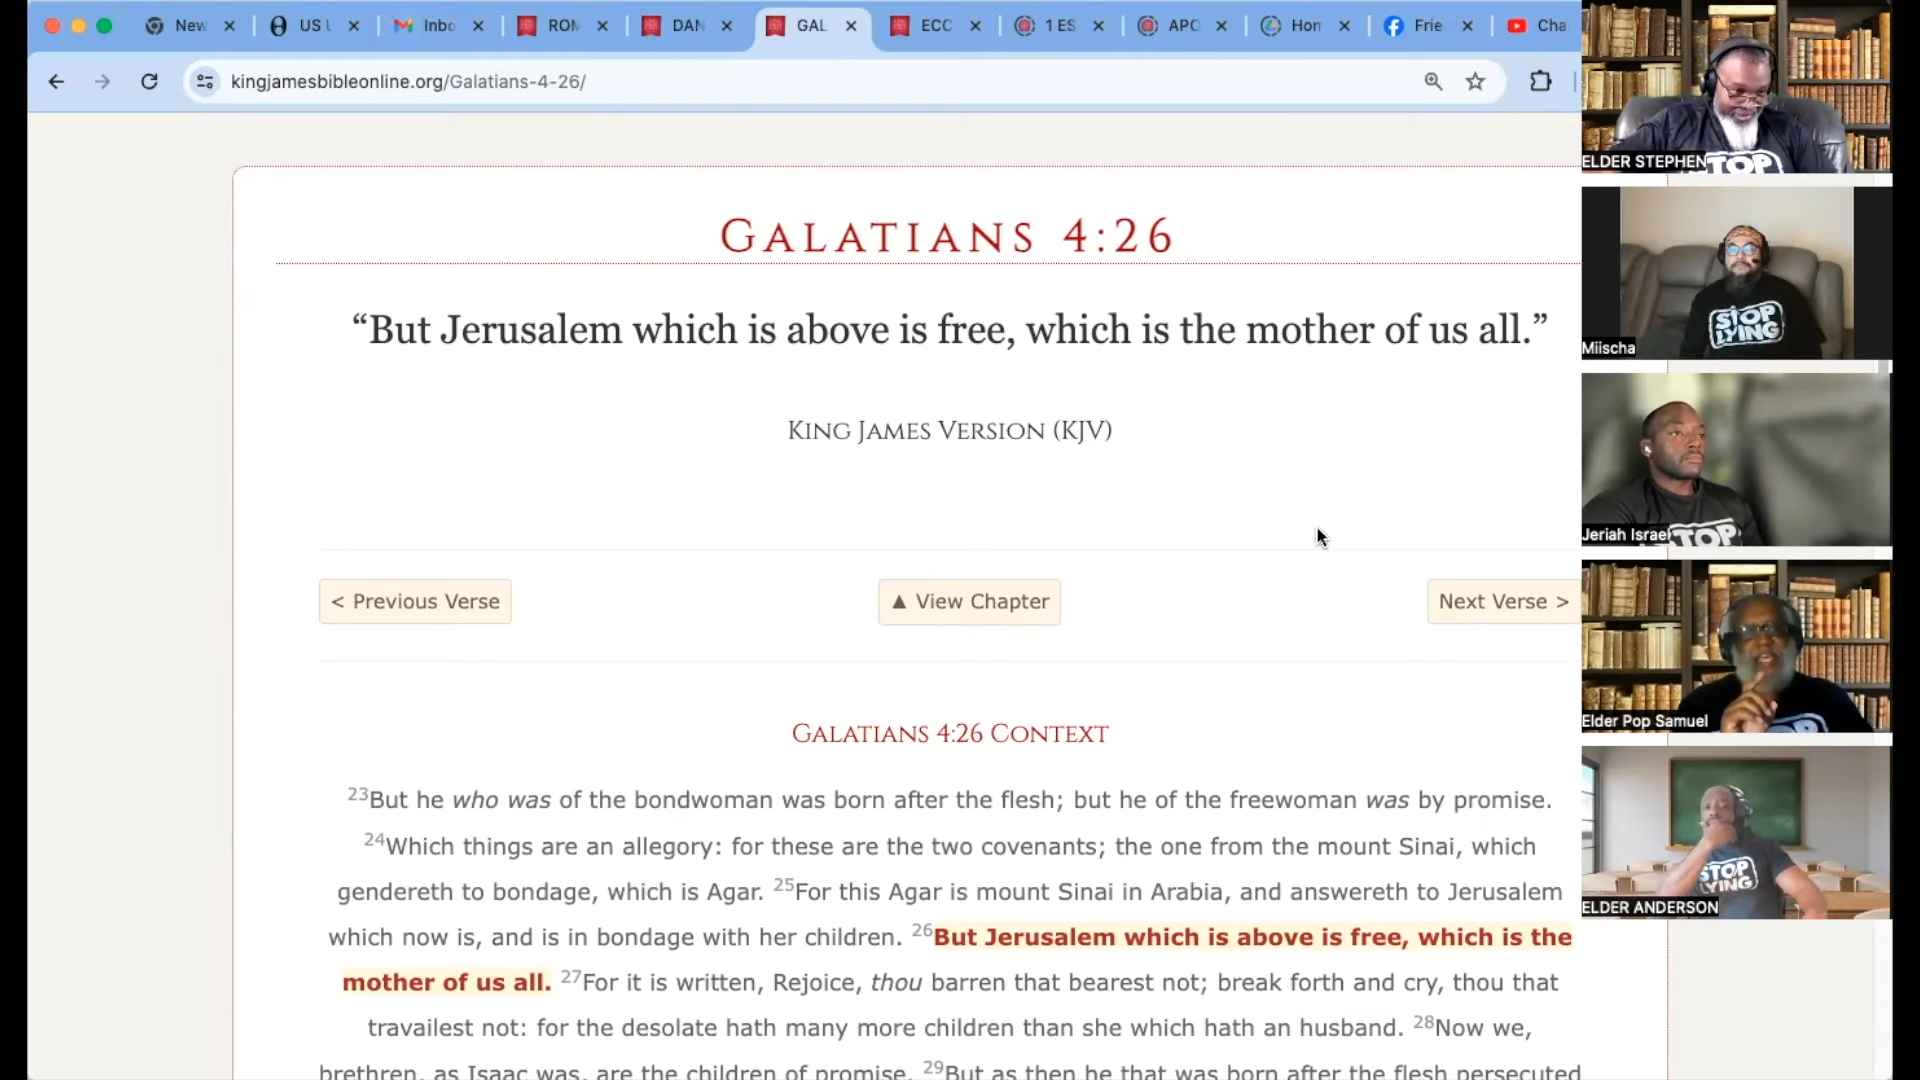 New
US U
Inbo
ROM
DAN
GAL
ECC
1 ES
APO
Hom
Frie
Cha
kingjamesbibleonline.org/Galatians-4-26/
GALATIANS 4:26
“But Jerusalem which is above is free, which is the mother of us all.”
KING JAMES VERSION (KJV)
< Previous Verse
▲ View Chapter
Next Verse >
GALATIANS 4:26 CONTEXT
23But he who was of the bondwoman was born after the flesh; but he of the freewoman was by promise.
24Which things are an allegory: for these are the two covenants; the one from the mount Sinai, which
gendereth to bondage, which is Agar. 25For this Agar is mount Sinai in Arabia, and answereth to Jerusalem
which now is, and is in bondage with her children. 26But Jerusalem which is above is free, which is the
mother of us all. 27For it is written, Rejoice, thou barren that bearest not; break forth and cry, thou that
travailest not: for the desolate hath many more children than she which hath an husband. 28Now we,
brethren, as Isaac was, are the children of promise. 29But as then he that was born after the flesh persecuted
ELDER STEPHEN
STOP
STOP
LYING
Miischa
Jeriah Israel
STOP
Elder Pop Samuel
STOP
LYING
ELDER ANDERSON